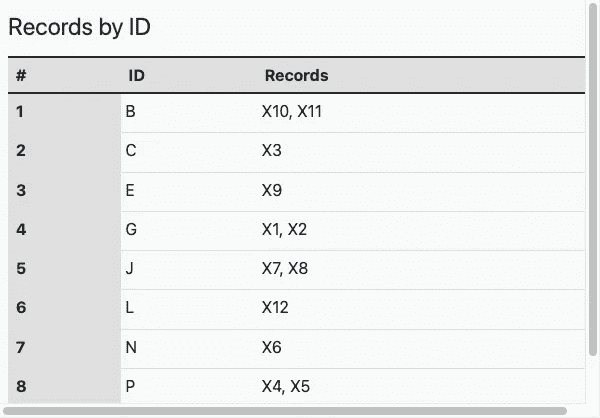 Records by ID
# ID Records
1 B X10, X11
2 C X3
3 E X9
4 G X1, X2
5 J X7, X8
6 L X12
7 N X6
8 P X4, X5